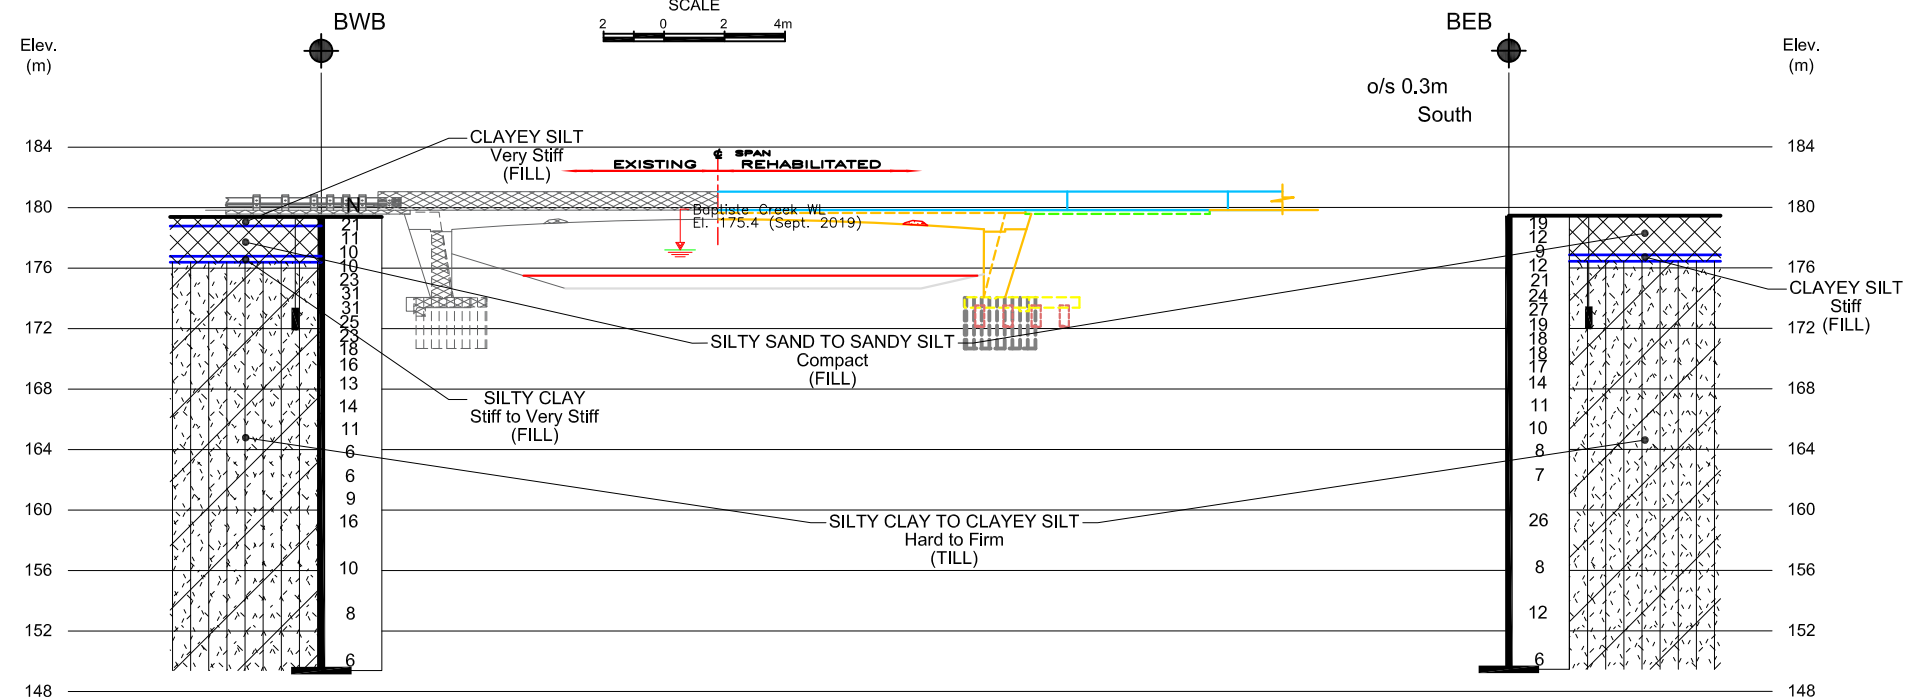 SCALE
2 0 2 4m
BWB
BEB
Elev.
(m)
Elev.
(m)
o/s 0.3m
South
184
184
CLAYEY SILT
Very Stiff
(FILL)
EXISTING
SPAN
REHABILITATED
180
180
N
Baptiste Creek WL
El. 175.4 (Sept. 2019)
21
11
10
10
23
31
31
25
23
18
16
13
14
11
6
6
9
16
10
8
6
19
12
9
12
21
24
27
19
18
18
17
14
11
10
8
7
26
8
12
6
176
176
CLAYEY SILT
Stiff
(FILL)
172
172
SILTY SAND TO SANDY SILT
Compact
(FILL)
168
168
SILTY CLAY
Stiff to Very Stiff
(FILL)
164
164
160
160
SILTY CLAY TO CLAYEY SILT
Hard to Firm
(TILL)
156
156
152
152
148
148